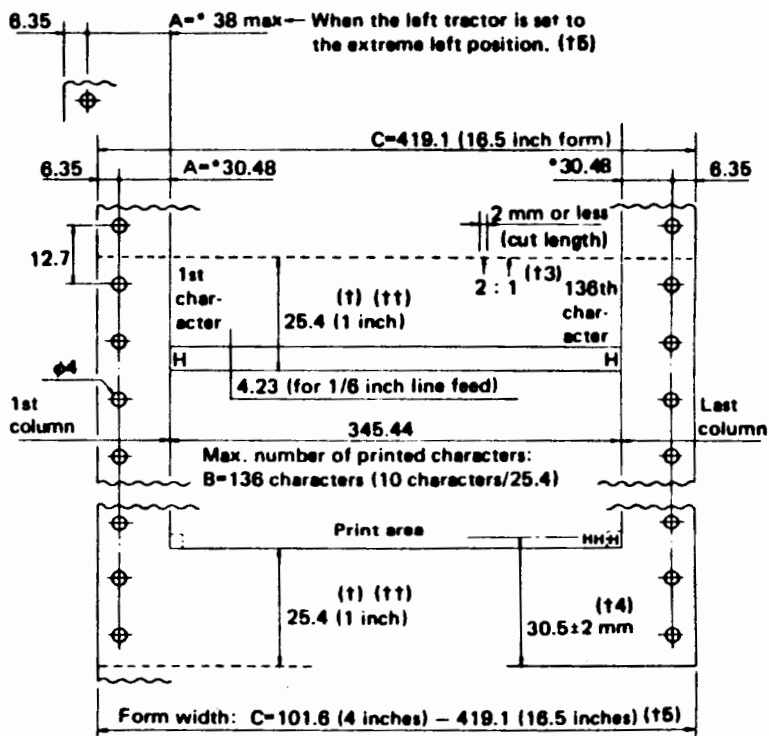 6.35 A=* 38 max When the left tractor is set to
the extreme left position. (†5)
C=419.1 (16.5 inch form)
6.35 A=*30.48 *30.48 6.35
2 mm or less
(cut length)
12.7
1st
char-
acter
(†) (††)
25.4 (1 inch)
2 : 1 (†3)
136th
char-
acter
H H
φ4
4.23 (for 1/6 inch line feed)
1st
column
345.44
Last
column
Max. number of printed characters:
B=136 characters (10 characters/25.4)
Print area
HHH
(†) (††)
25.4 (1 inch)
(†4)
30.5±2 mm
Form width: C=101.6 (4 inches) – 419.1 (16.5 inches) (†5)